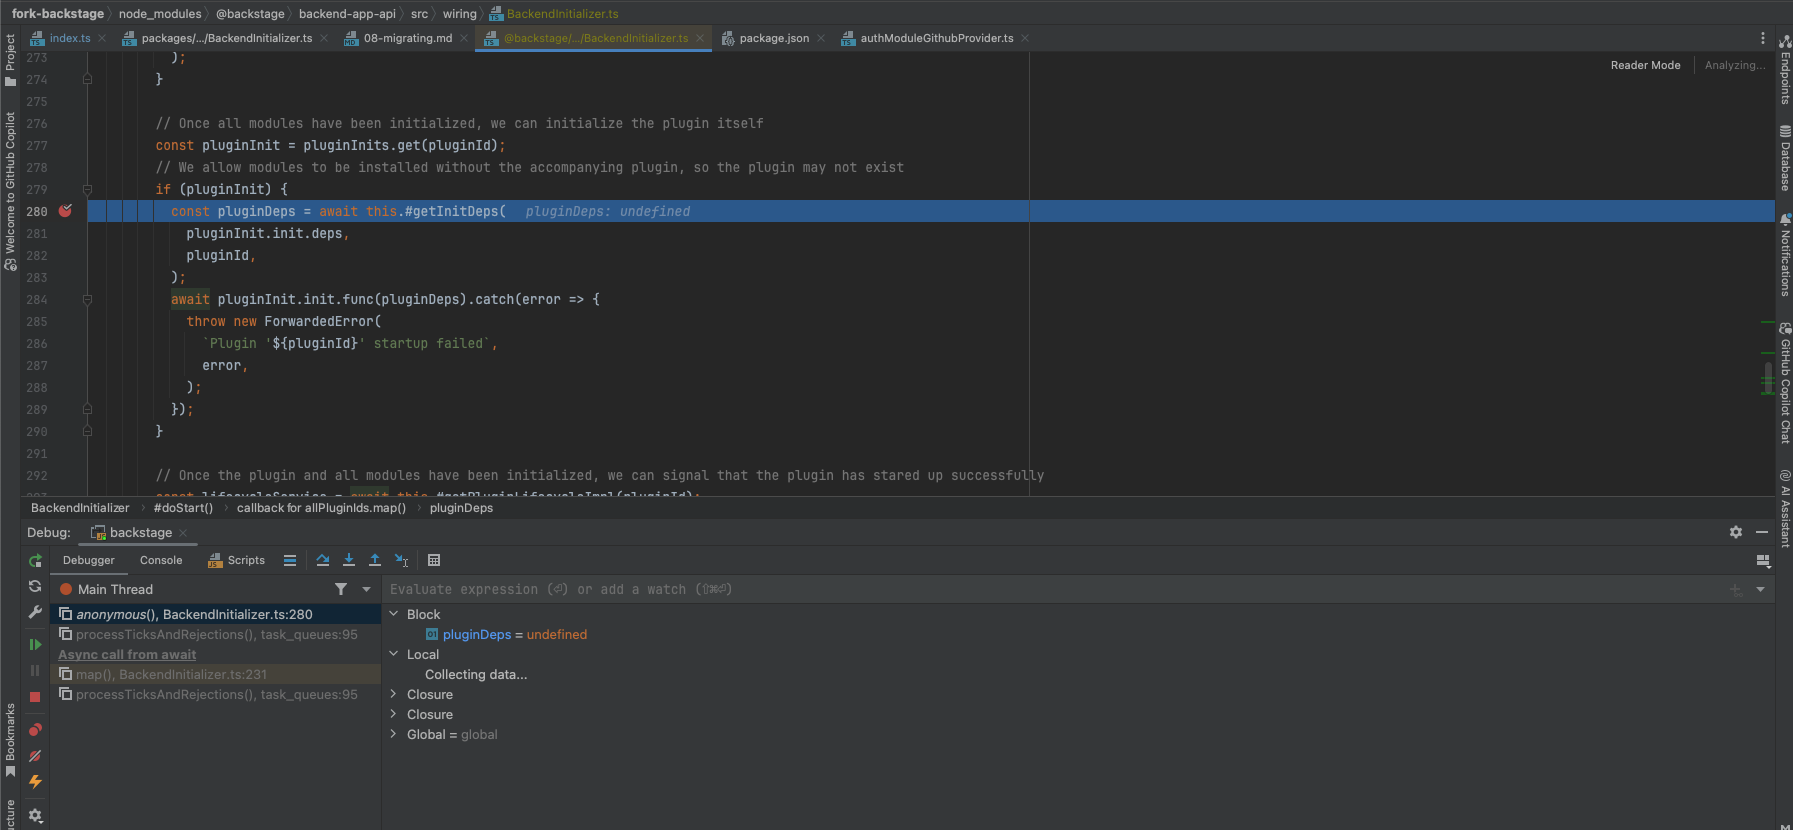 fork-backstage node_modules @backstage backend-app-api src wiring BackendInitializer.ts
index.ts packages/.../BackendInitializer.ts 08-migrating.md @backstage/.../BackendInitializer.ts package.json authModuleGithubProvider.ts
Reader Mode Analyzing...
273 );
274 }
275
276 // Once all modules have been initialized, we can initialize the plugin itself
277 const pluginInit = pluginInits.get(pluginId);
278 // We allow modules to be installed without the accompanying plugin, so the plugin may not exist
279 if (pluginInit) {
280 const pluginDeps = await this.#getInitDeps( pluginDeps: undefined
281 pluginInit.init.deps,
282 pluginId,
283 );
284 await pluginInit.init.func(pluginDeps).catch(error => {
285 throw new ForwardedError(
286 `Plugin '${pluginId}' startup failed`,
287 error,
288 );
289 });
290 }
291
292 // Once the plugin and all modules have been initialized, we can signal that the plugin has stared up successfully
293 const lifecycleService = await this.#getPluginLifecycleImpl(pluginId);
BackendInitializer #doStart() callback for allPluginIds.map() pluginDeps
Debug: backstage
Debugger Console Scripts
Main Thread
Evaluate expression (⏎) or add a watch (⇧⌘⏎)
anonymous(), BackendInitializer.ts:280
processTicksAndRejections(), task_queues:95
Async call from await
map(), BackendInitializer.ts:231
processTicksAndRejections(), task_queues:95
Block
pluginDeps = undefined
Local
Collecting data...
Closure
Closure
Global = global
Project
Welcome to GitHub Copilot
Bookmarks
Endpoints
Database
Notifications
GitHub Copilot Chat
AI Assistant